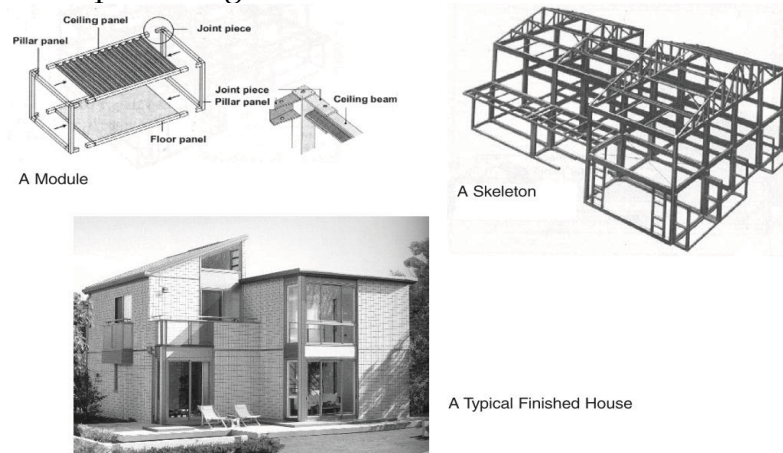 Ceiling panel
Joint piece
Pillar panel
Joint piece
Pillar panel
Ceiling beam
Floor panel
A Module
A Skeleton
A Typical Finished House